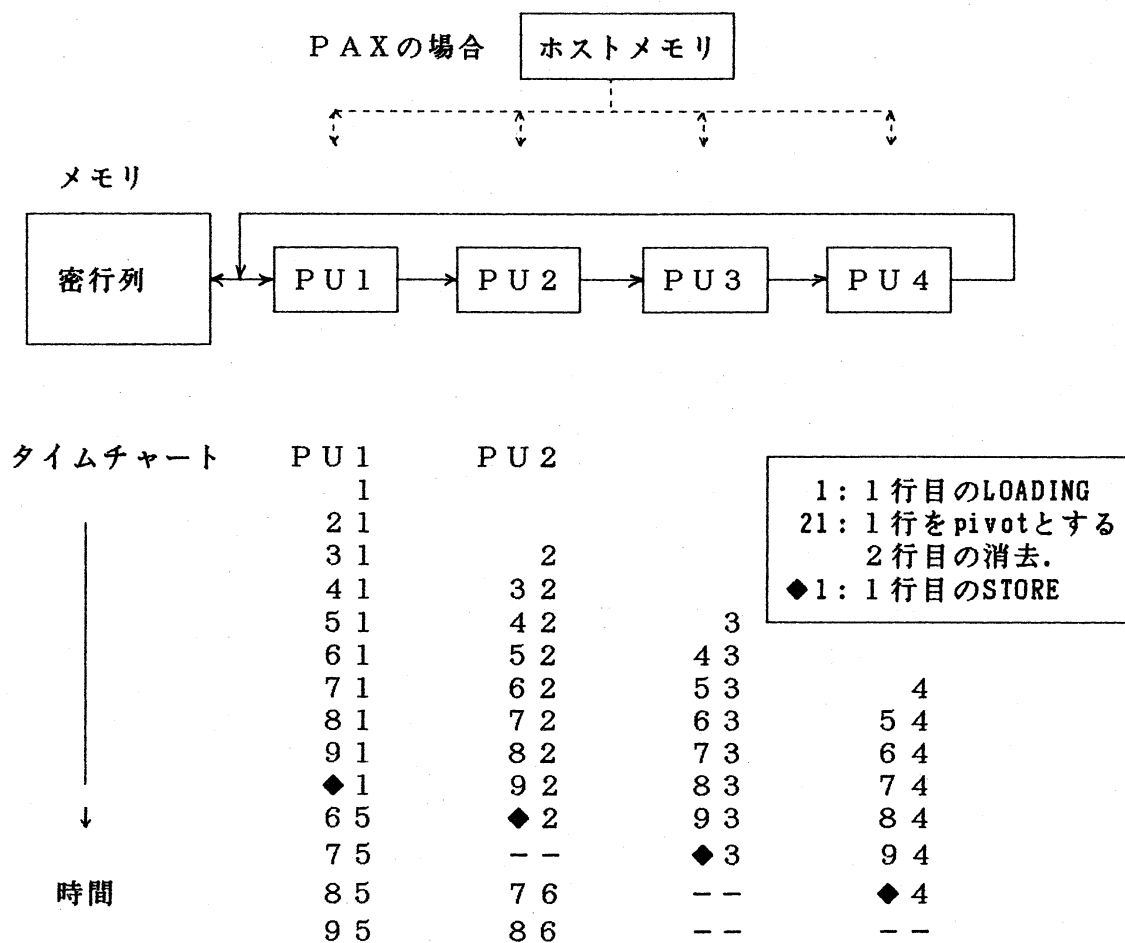 PAXの場合 ホストメモリ
メモリ
密行列 PU1 PU2 PU3 PU4
タイムチャート PU1 PU2
1
21
31 2
41 32
51 42 3
61 52 43
71 62 53 4
81 72 63 54
91 82 73 64
◆1 92 83 74
65 ◆2 93 84
75 -- ◆3 94
時間 85 76 -- ◆4
95 86 -- --
1: 1行目のLOADING
21: 1行をpivotとする
2行目の消去.
◆1: 1行目のSTORE